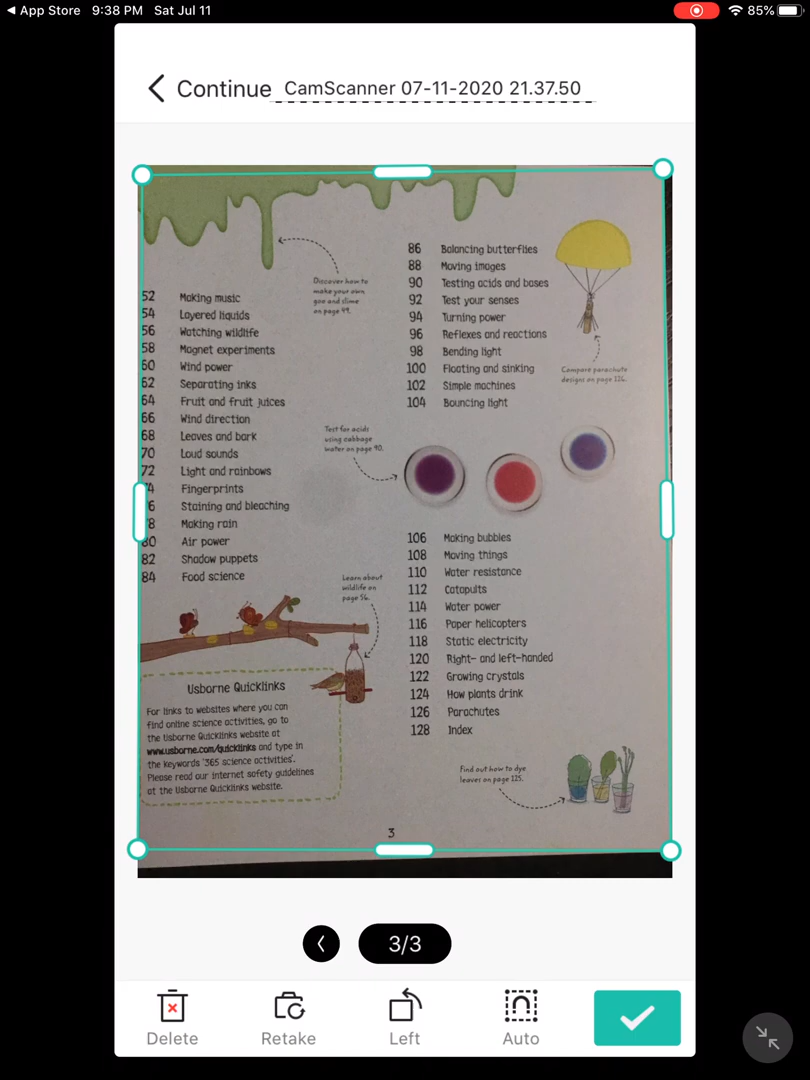 App Store 9:38 PM Sat Jul 11 85%
Continue CamScanner 07-11-2020 21.37.50
Discover how to
make your own
goo and slime
on page 49.
52 Making music
54 Layered liquids
56 Watching wildlife
58 Magnet experiments
60 Wind power
62 Separating inks
64 Fruit and fruit juices
66 Wind direction
68 Leaves and bark
70 Loud sounds
72 Light and rainbows
74 Fingerprints
6 Staining and bleaching
8 Making rain
80 Air power
82 Shadow puppets
84 Food science
86 Balancing butterflies
88 Moving images
90 Testing acids and bases
92 Test your senses
94 Turning power
96 Reflexes and reactions
98 Bending light
100 Floating and sinking
102 Simple machines
104 Bouncing light
Compare parachute
designs on page 126.
Test for acids
using cabbage
water on page 90.
106 Making bubbles
108 Moving things
110 Water resistance
112 Catapults
114 Water power
116 Paper helicopters
118 Static electricity
120 Right- and left-handed
122 Growing crystals
124 How plants drink
126 Parachutes
128 Index
Learn about
wildlife on
page 56.
Usborne Quicklinks
For links to websites where you can
find online science activities, go to
the Usborne Quicklinks website at
www.usborne.com/quicklinks and type in
the keywords '365 science activities'.
Please read our internet safety guidelines
at the Usborne Quicklinks website.
Find out how to dye
leaves on page 125.
3
3/3
Delete Retake Left Auto